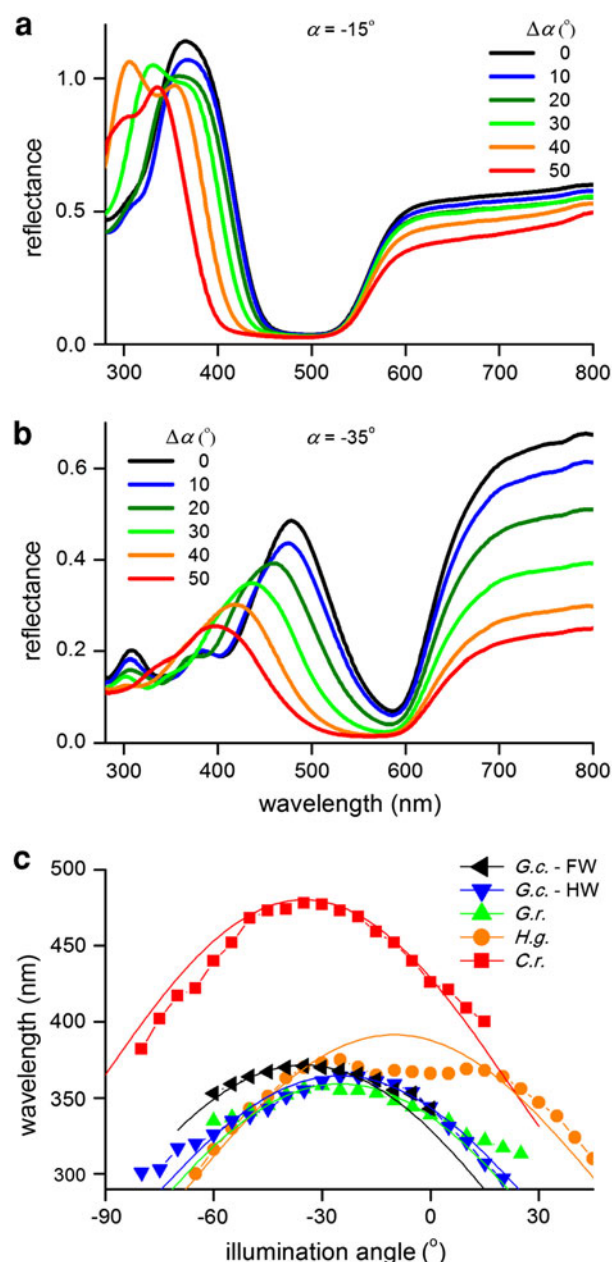 a
α = -15°
Δα (°)
0
10
20
30
40
50
1.0
0.5
0.0
reflectance
300 400 500 600 700 800
b
α = -35°
Δα (°)
0
10
20
30
40
50
0.6
0.4
0.2
0.0
reflectance
300 400 500 600 700 800
wavelength (nm)
c
G.c. - FW
G.c. - HW
G.r.
H.g.
C.r.
500
450
400
350
300
wavelength (nm)
-90 -60 -30 0 30
illumination angle (°)